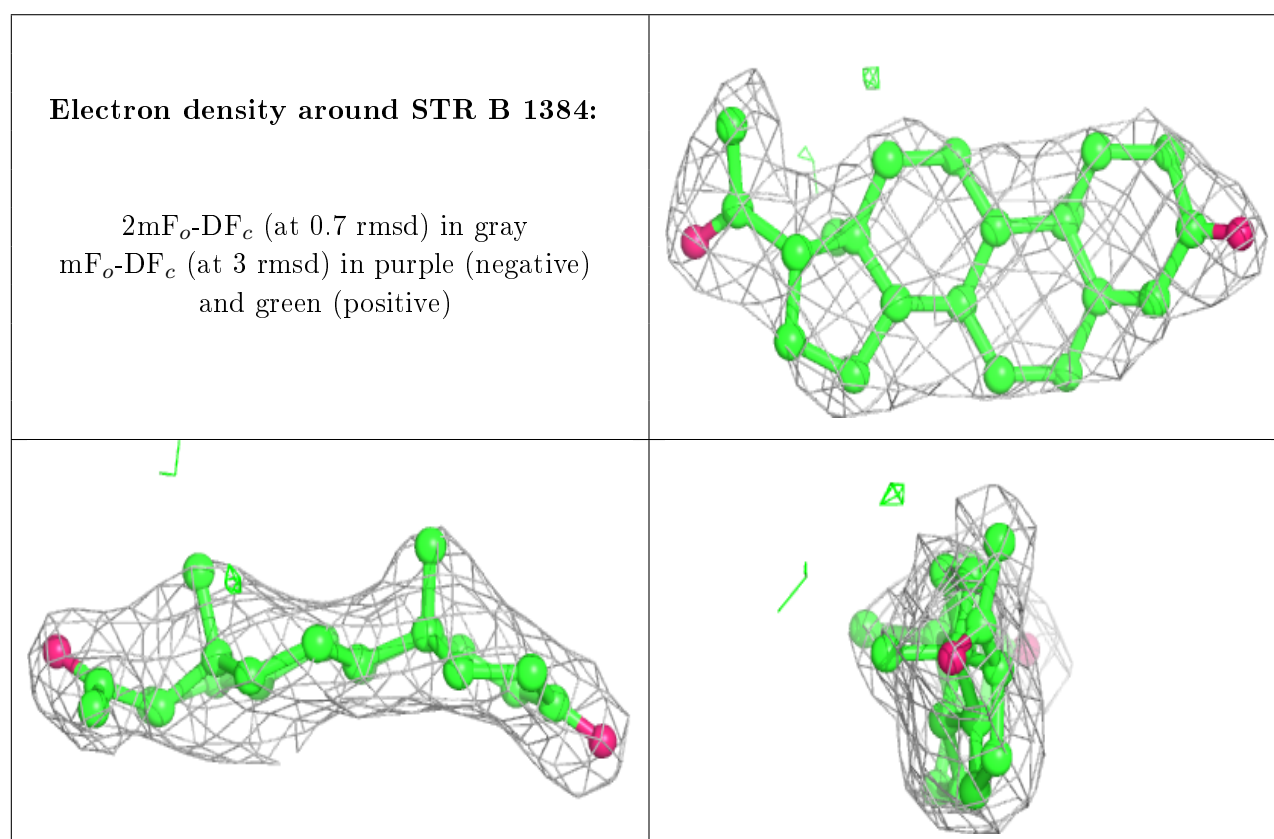 Electron density around STR B 1384:
2mFo-DFc (at 0.7 rmsd) in gray
mFo-DFc (at 3 rmsd) in purple (negative)
and green (positive)